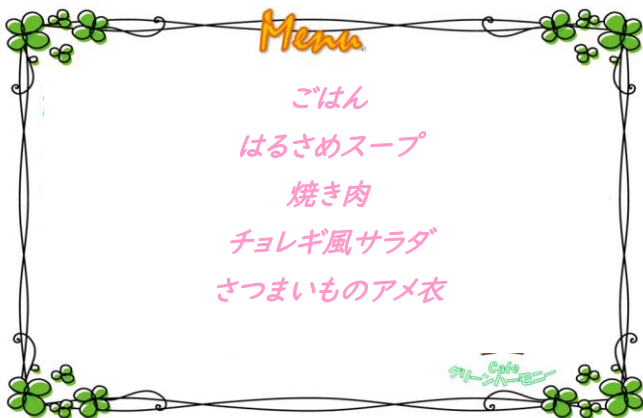 Menu
ごはん
はるさめスープ
焼き肉
チョレギ風サラダ
さつまいものアメ衣
Cafe
グリーンハーモニー